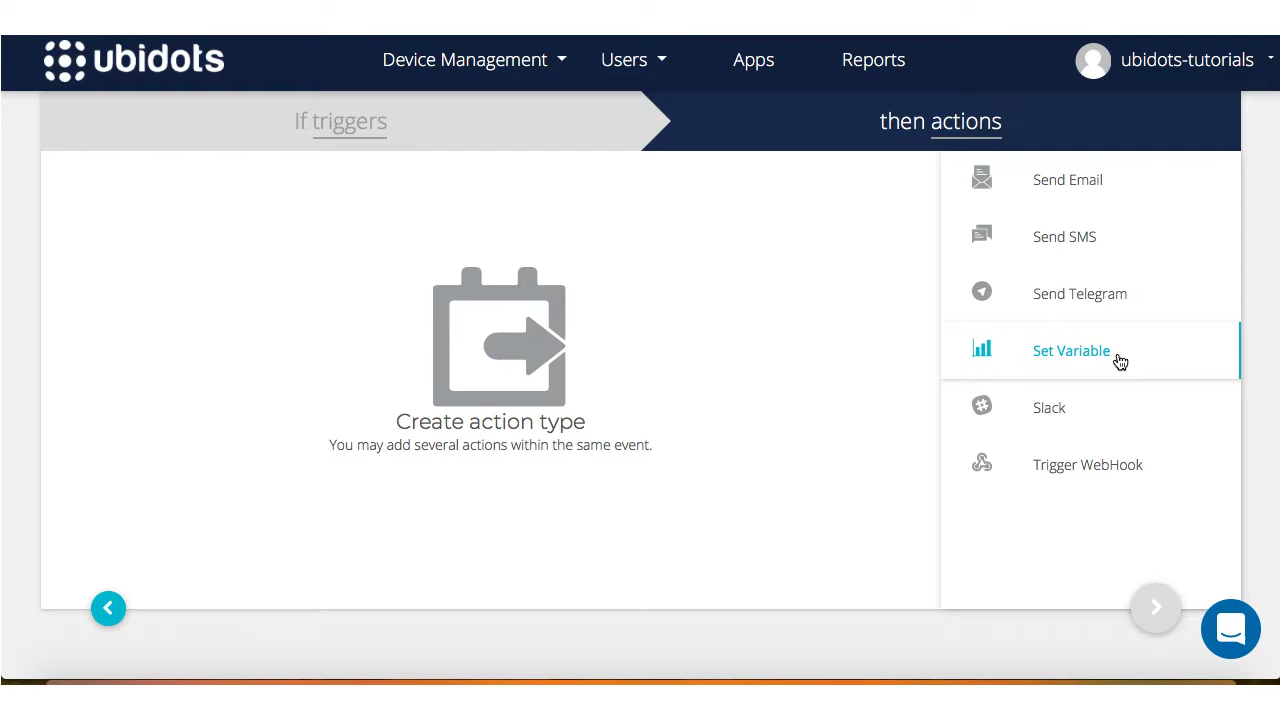 ubidots
Device Management
Users
Apps
Reports
ubidots-tutorials
If triggers
then actions
Send Email
Send SMS
Send Telegram
Set Variable
Slack
Trigger WebHook
Create action type
You may add several actions within the same event.